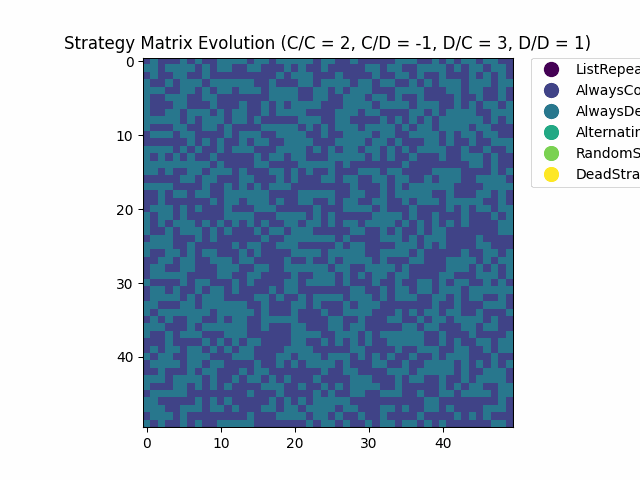 Strategy Matrix Evolution (C/C = 2, C/D = -1, D/C = 3, D/D = 1)
0
10
20
30
40
0 10 20 30 40
ListRepea
AlwaysCo
AlwaysDe
Alternatin
RandomS
DeadStra